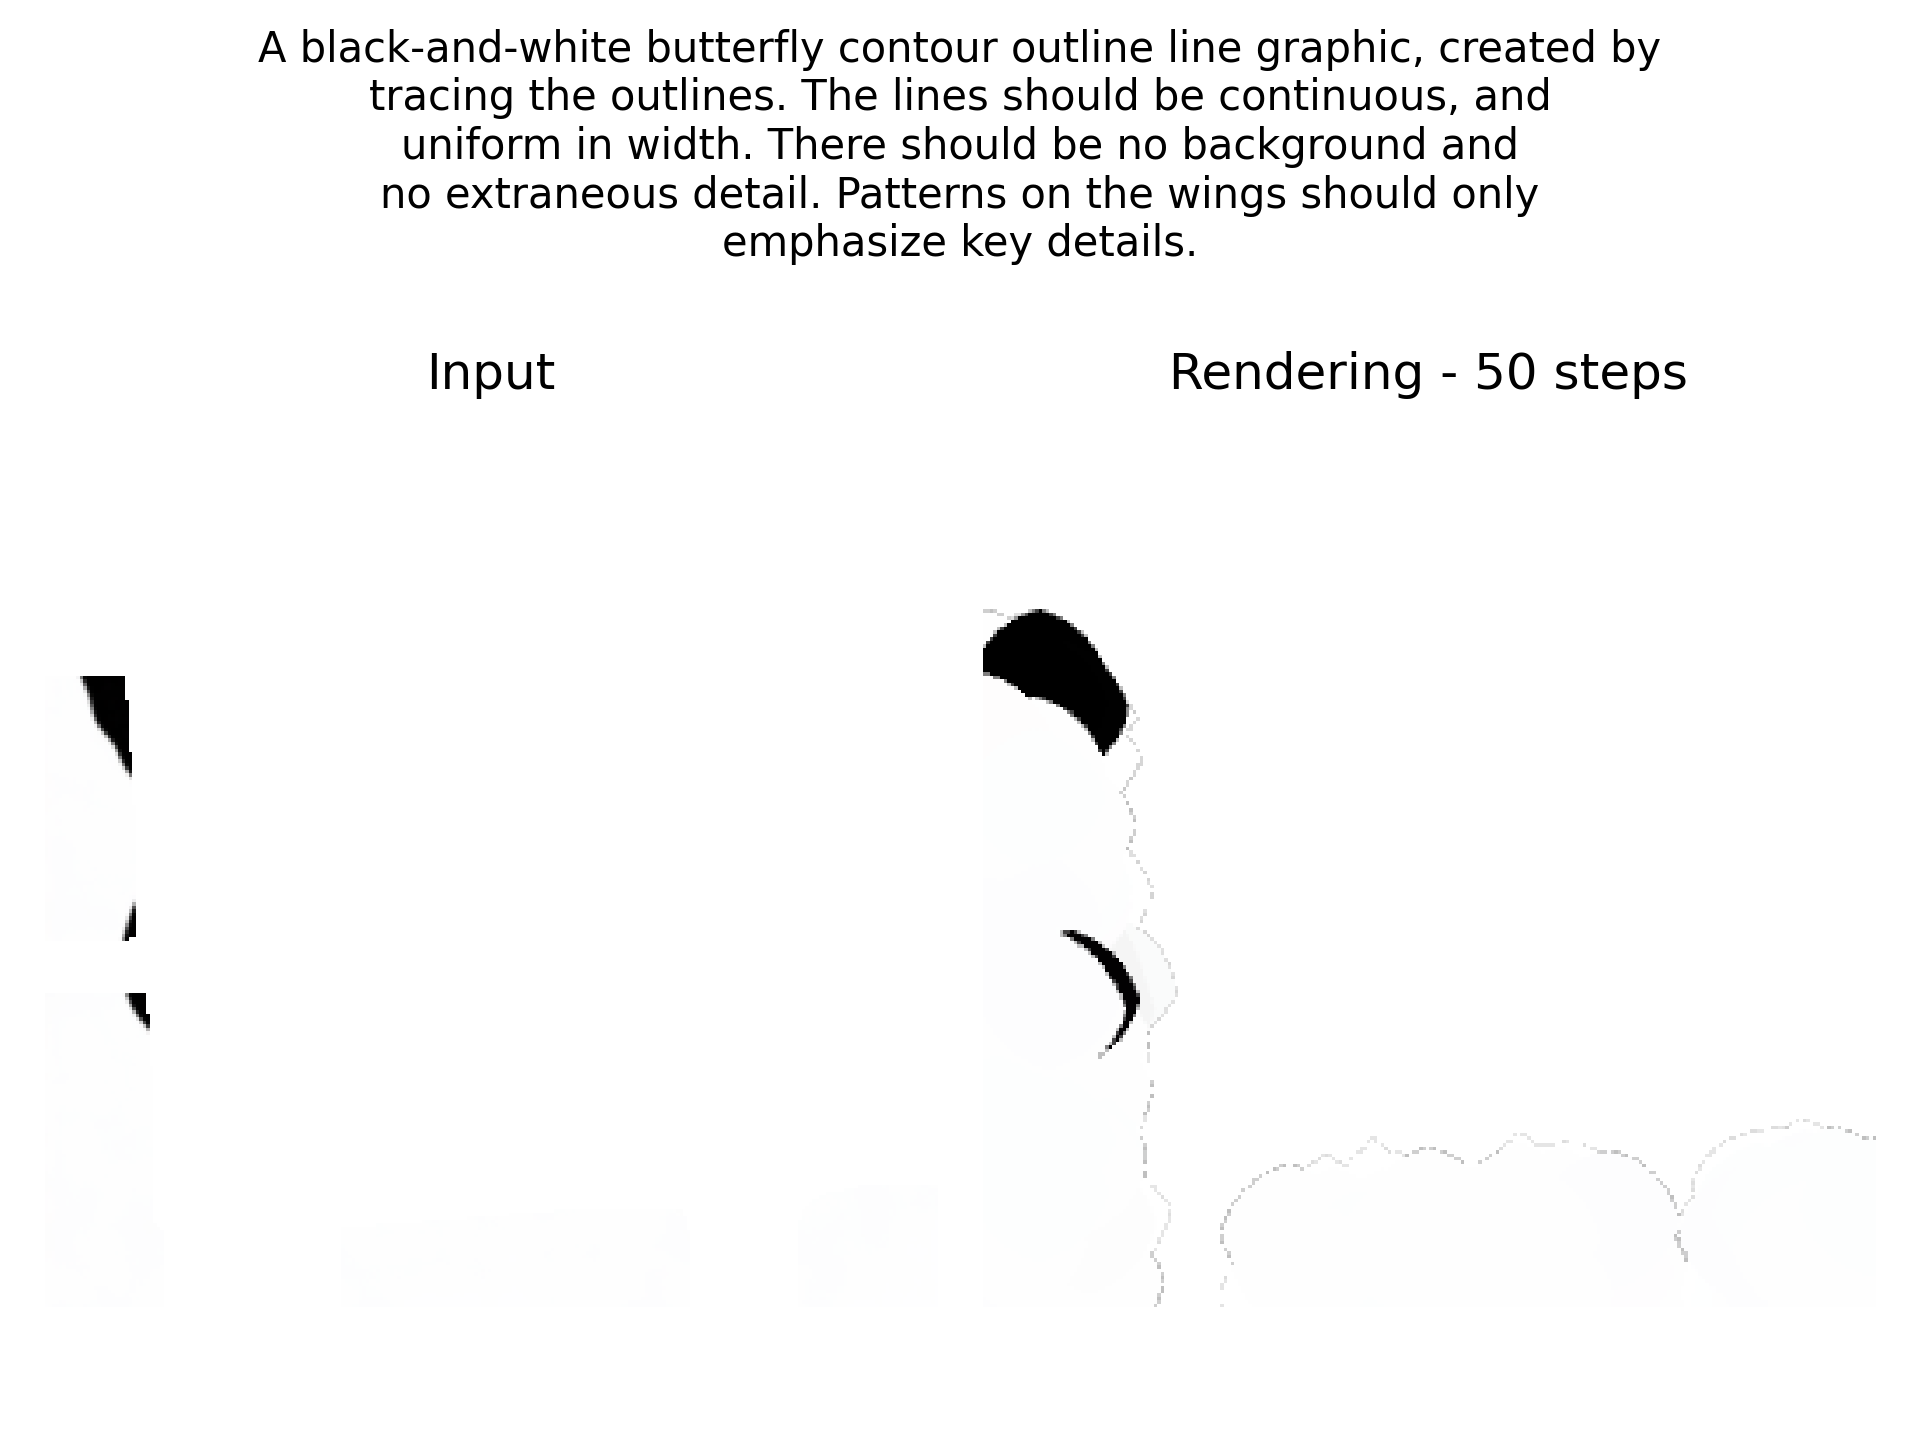 A black-and-white butterfly contour outline line graphic, created by
tracing the outlines. The lines should be continuous, and
uniform in width. There should be no background and
no extraneous detail. Patterns on the wings should only
emphasize key details.
Input
Rendering - 50 steps